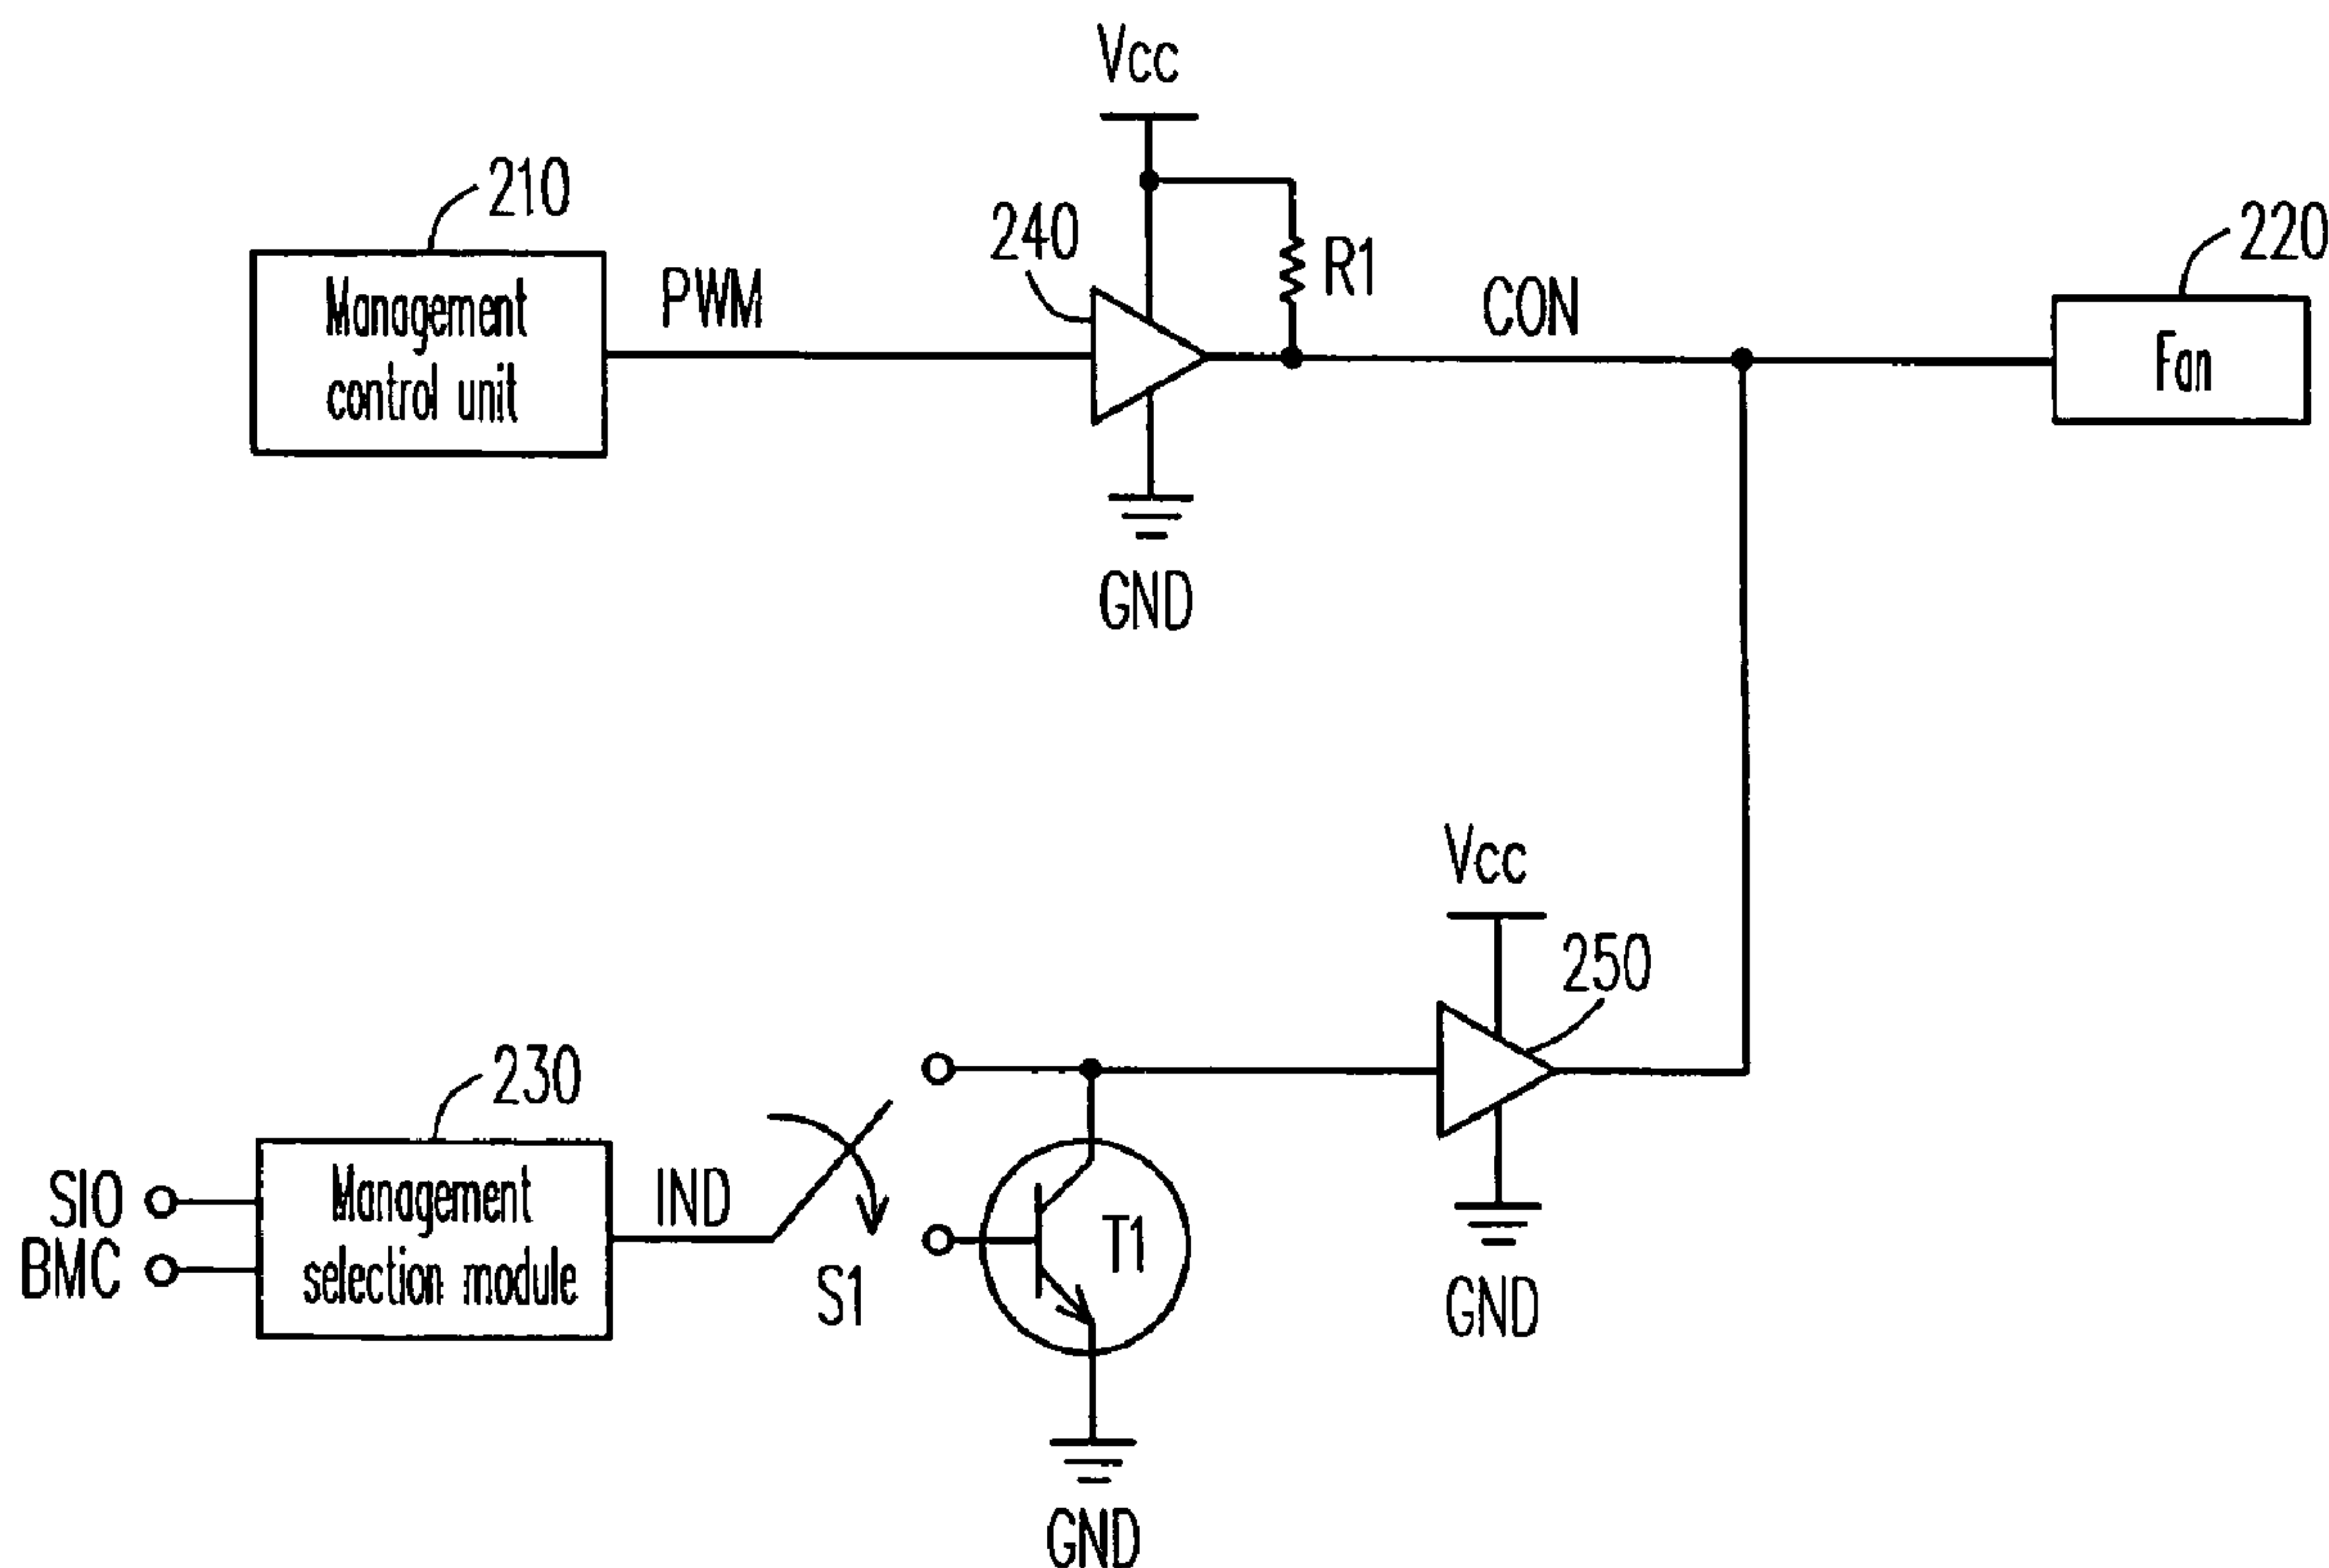 Vcc
210
240
R1
220
Management
control unit
PWM
CON
Fan
GND
Vcc
250
230
SIO
BMC
Management
selection module
IND
S1
T1
GND
GND